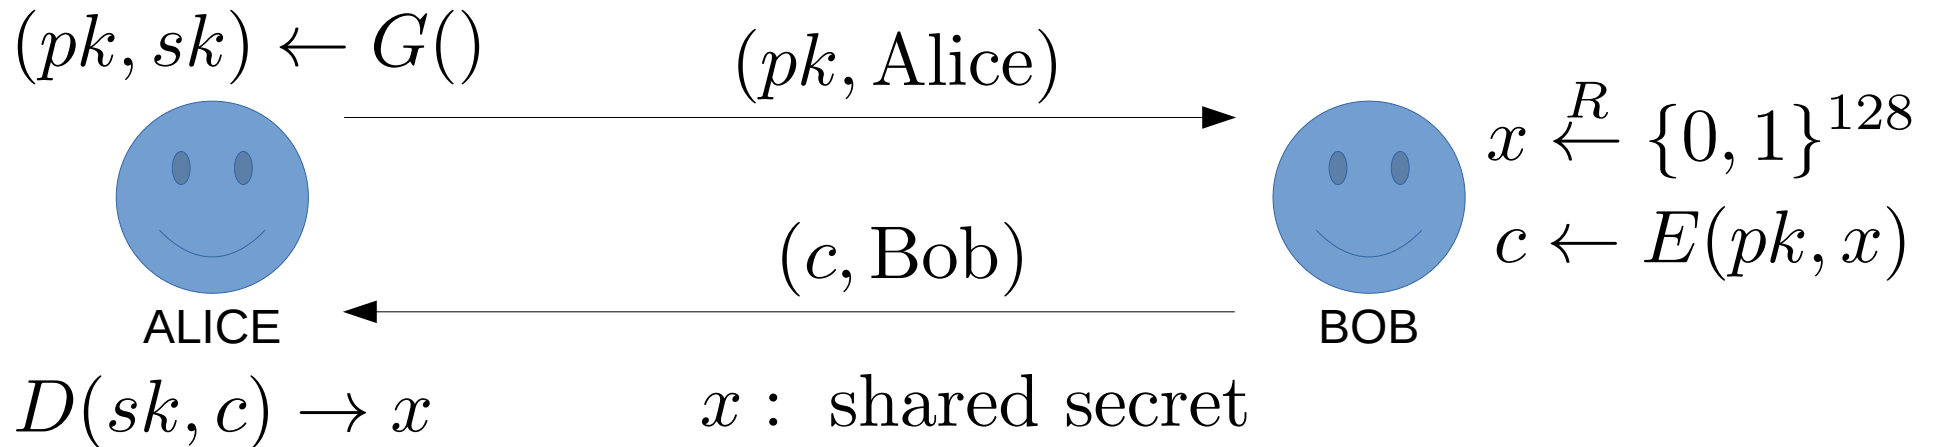 (pk, sk) ← G()
(pk, Alice)
x ←R {0, 1}^128
c ← E(pk, x)
(c, Bob)
ALICE
BOB
D(sk, c) → x
x : shared secret